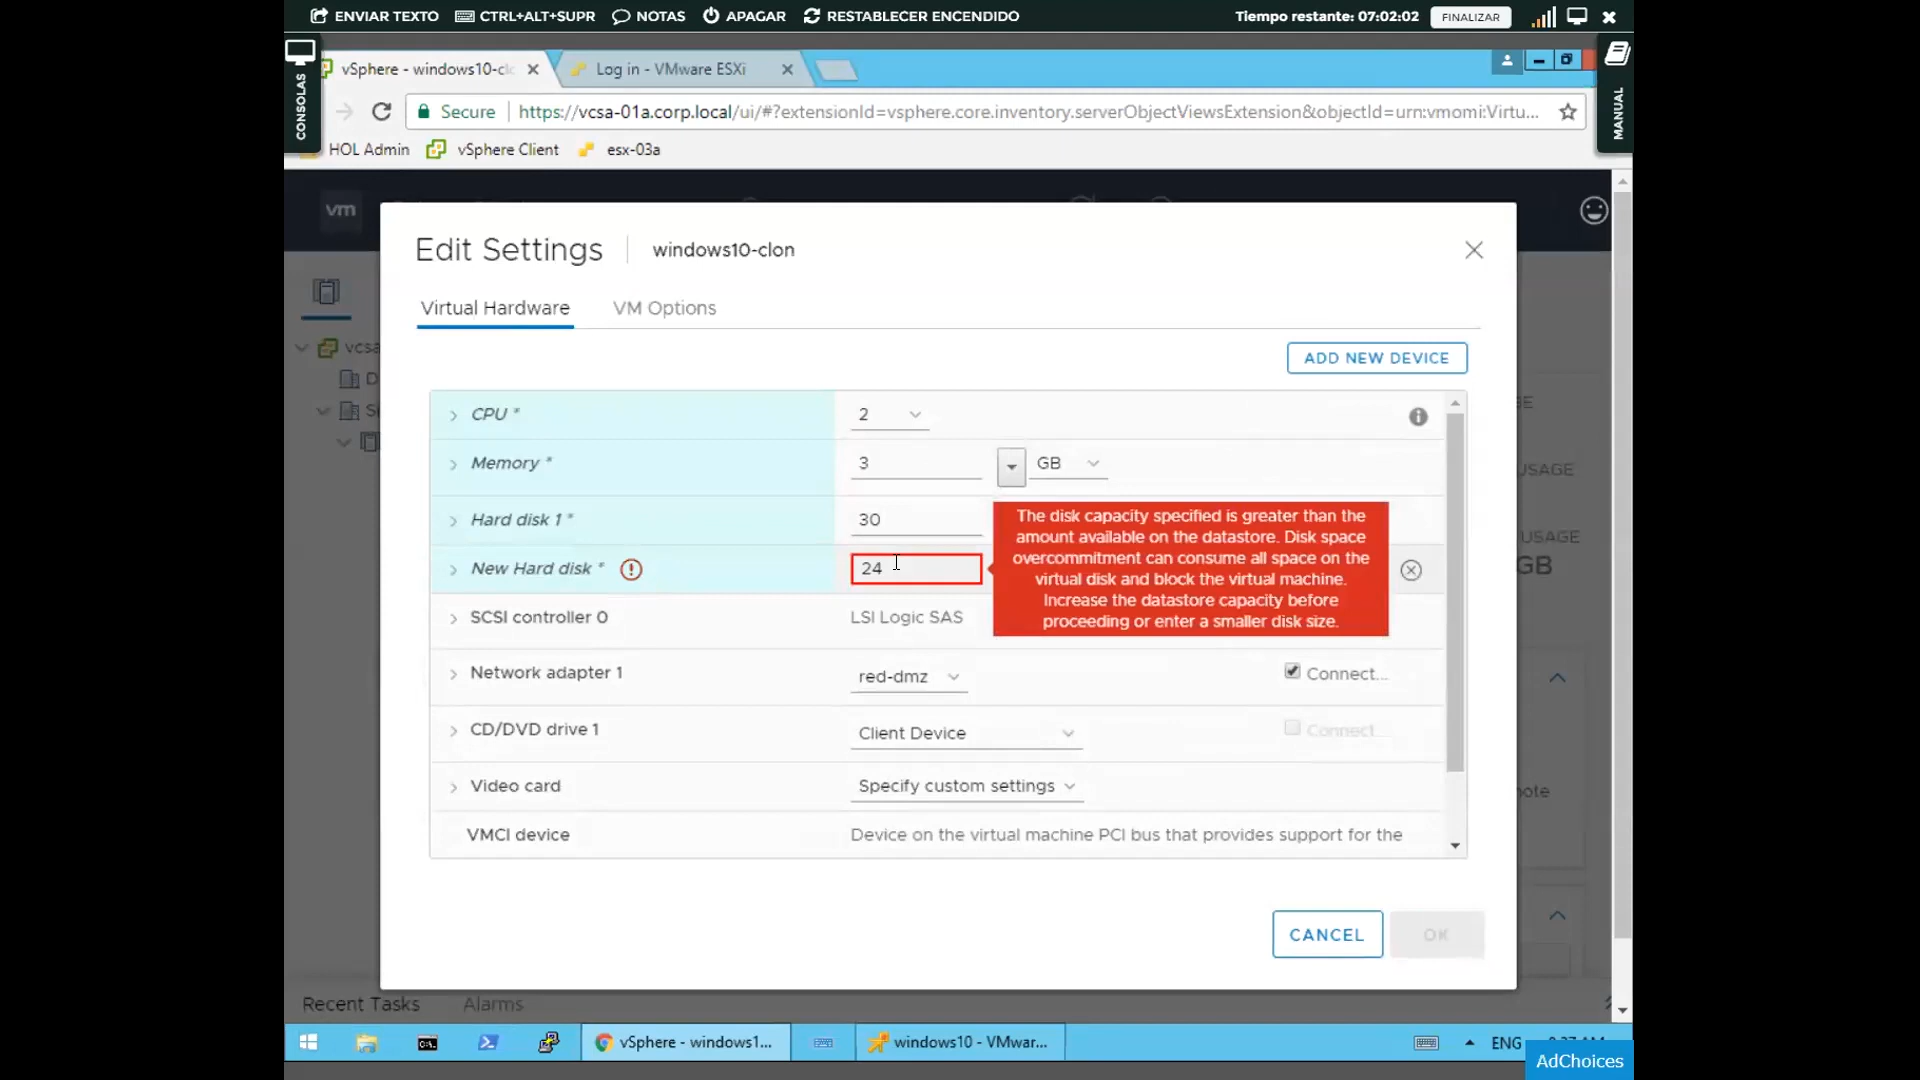 ENVIAR TEXTO CTRL+ALT+SUPR NOTAS APAGAR RESTABLECER ENCENDIDO Tiempo restante: 07:02:02 FINALIZAR
CONSOLAS
MANUAL
vSphere - windows10-clo Log in - VMware ESXi
Secure https://vcsa-01a.corp.local/ui/#?extensionId=vsphere.core.inventory.serverObjectViewsExtension&objectId=urn:vmomi:Virtu...
HOL Admin vSphere Client esx-03a
vm
Edit Settings windows10-clon
Virtual Hardware VM Options
ADD NEW DEVICE
CPU * 2
Memory * 3 GB
Hard disk 1 * 30
New Hard disk * 24
The disk capacity specified is greater than the
amount available on the datastore. Disk space
overcommitment can consume all space on the
virtual disk and block the virtual machine.
Increase the datastore capacity before
proceeding or enter a smaller disk size.
SCSI controller 0 LSI Logic SAS
Network adapter 1 red-dmz Connect...
CD/DVD drive 1 Client Device Connect...
Video card Specify custom settings
VMCI device Device on the virtual machine PCI bus that provides support for the
CANCEL OK
vcsa
D
USAGE
USAGE
GB
Recent Tasks Alarms
vSphere - windows1... windows10 - VMwar... ENG
AdChoices